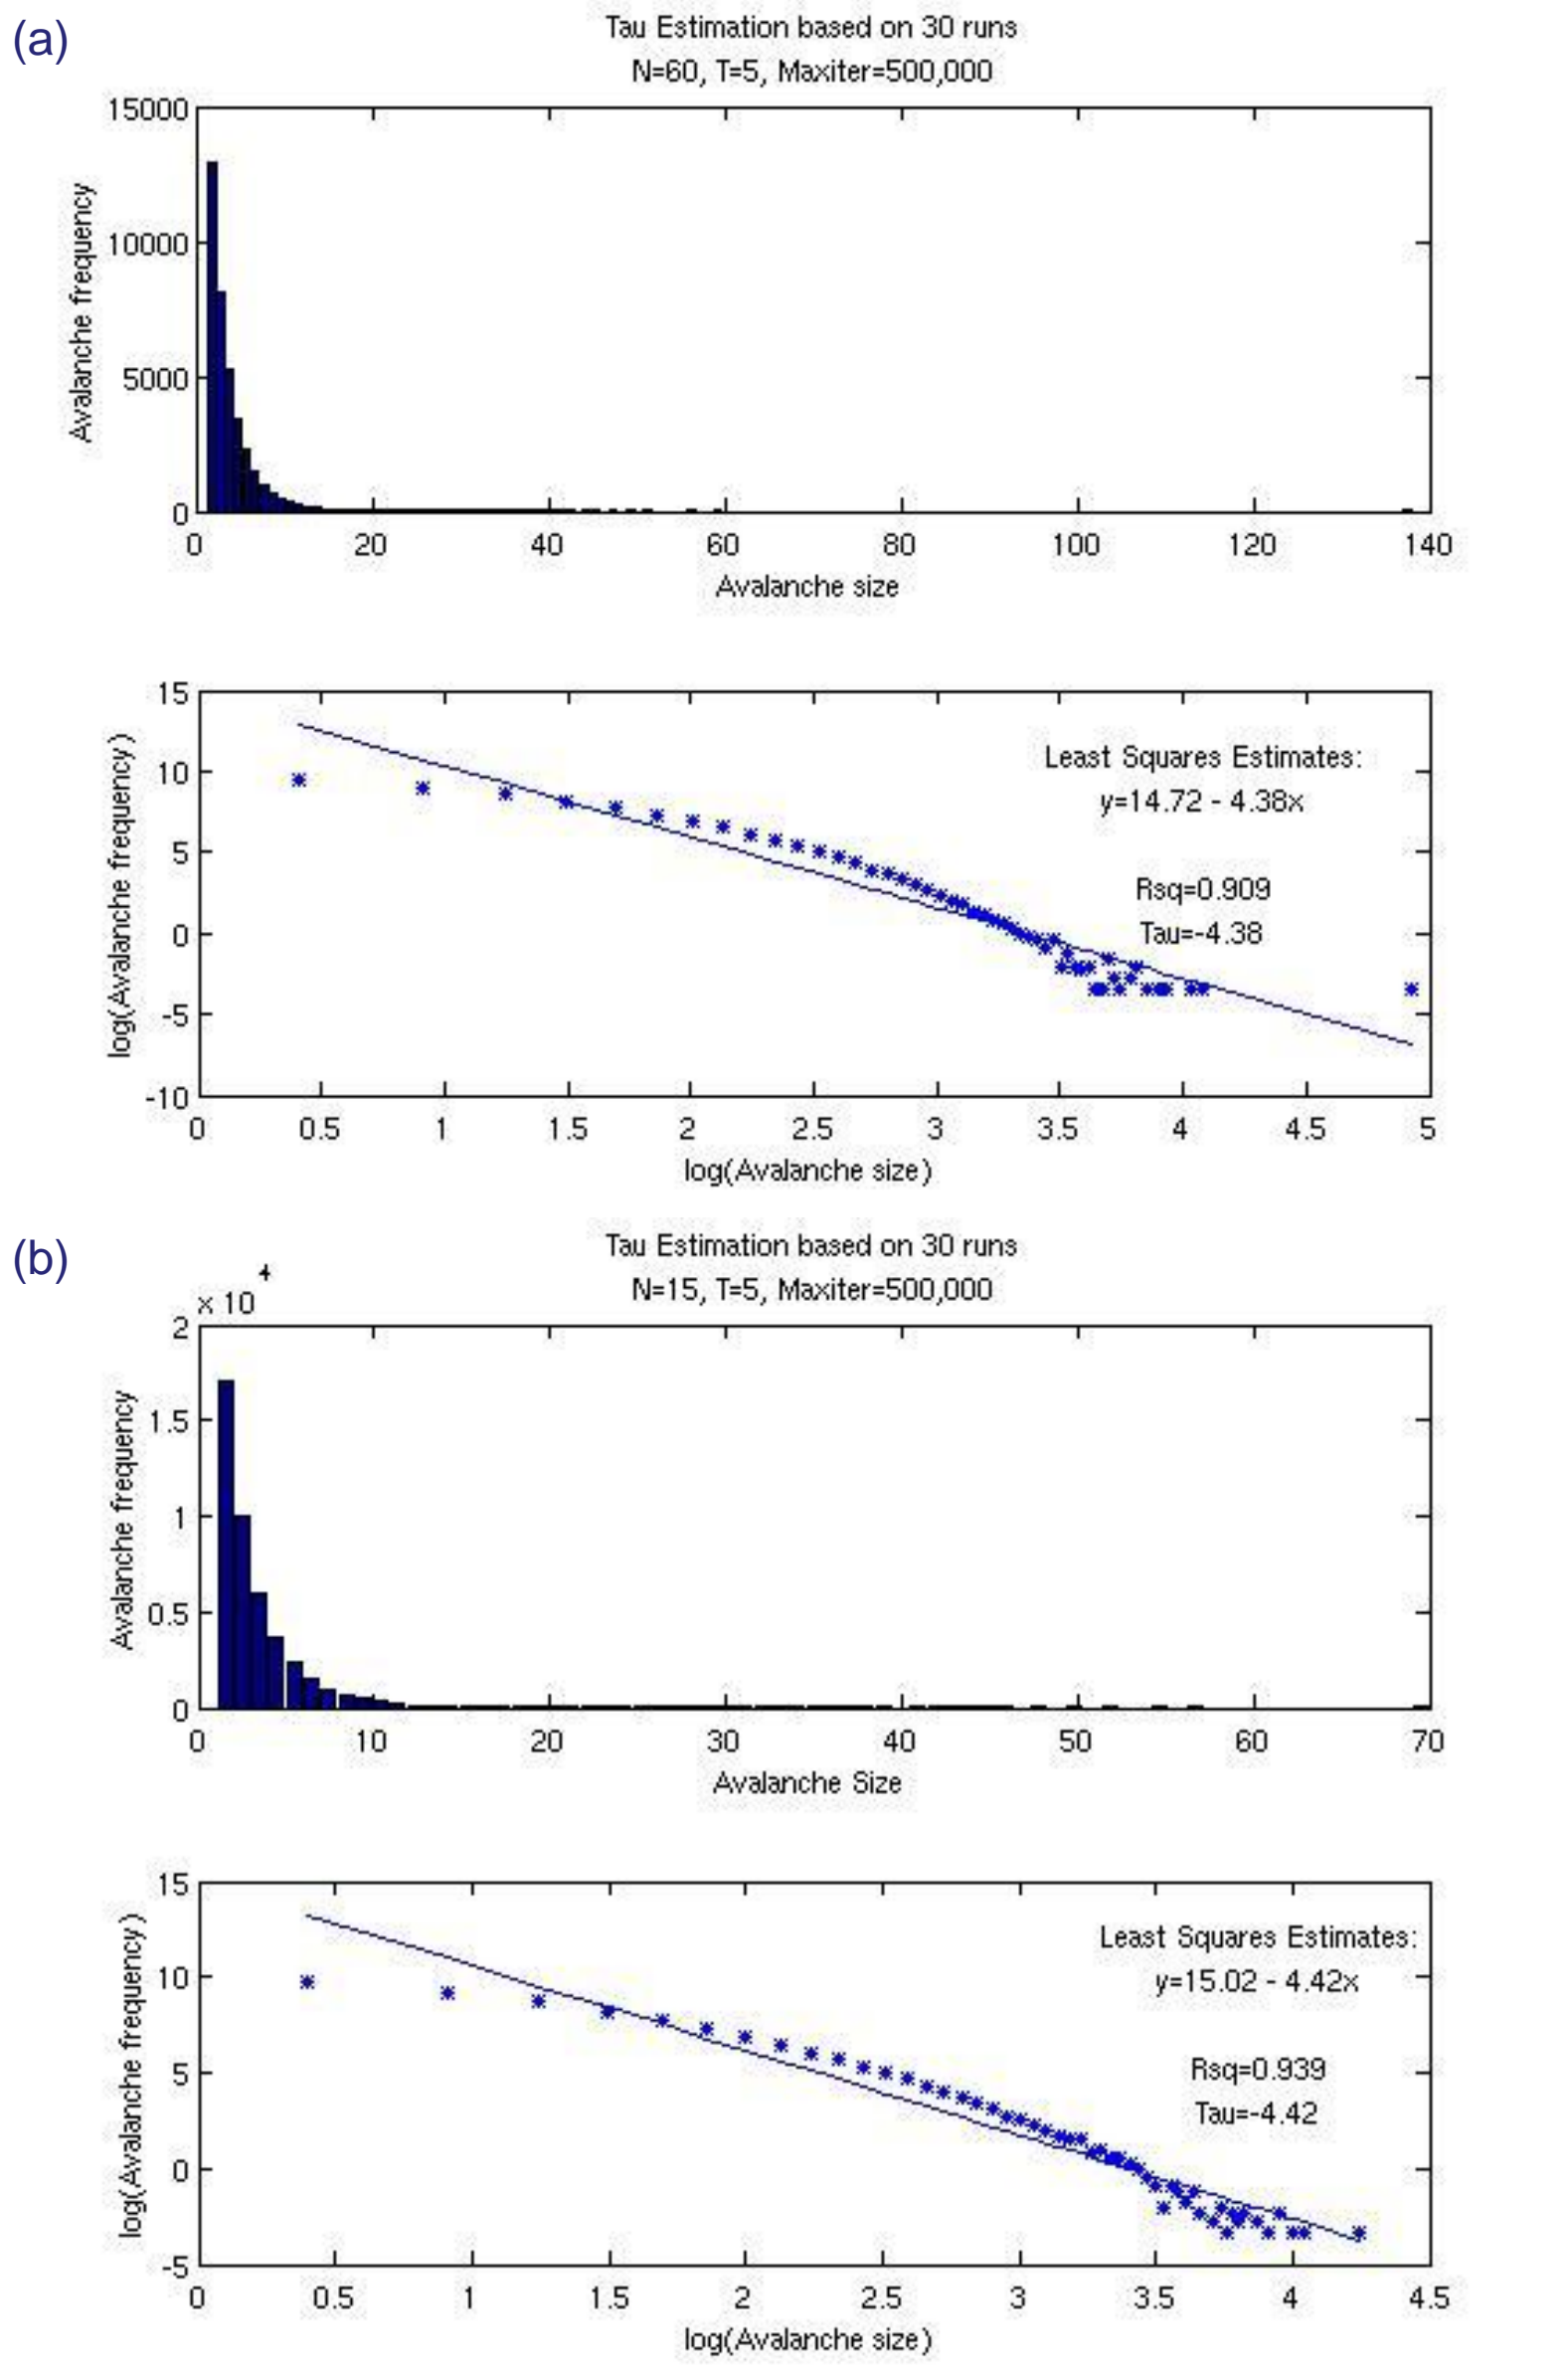 (a)
Tau Estimation based on 30 runs
N=60, T=5, Maxiter=500,000
15000
10000
5000
0
Avalanche frequency
0 20 40 60 80 100 120 140
Avalanche size
15
10
5
0
-5
-10
log(Avalanche frequency)
Least Squares Estimates:
y=14.72 - 4.38x
Rsq=0.909
Tau=-4.38
0 0.5 1 1.5 2 2.5 3 3.5 4 4.5 5
log(Avalanche size)
(b)
Tau Estimation based on 30 runs
N=15, T=5, Maxiter=500,000
x 10 4
2
1.5
1
0.5
0
Avalanche frequency
0 10 20 30 40 50 60 70
Avalanche Size
15
10
5
0
-5
log(Avalanche frequency)
Least Squares Estimates:
y=15.02 - 4.42x
Rsq=0.939
Tau=-4.42
0 0.5 1 1.5 2 2.5 3 3.5 4 4.5
log(Avalanche size)